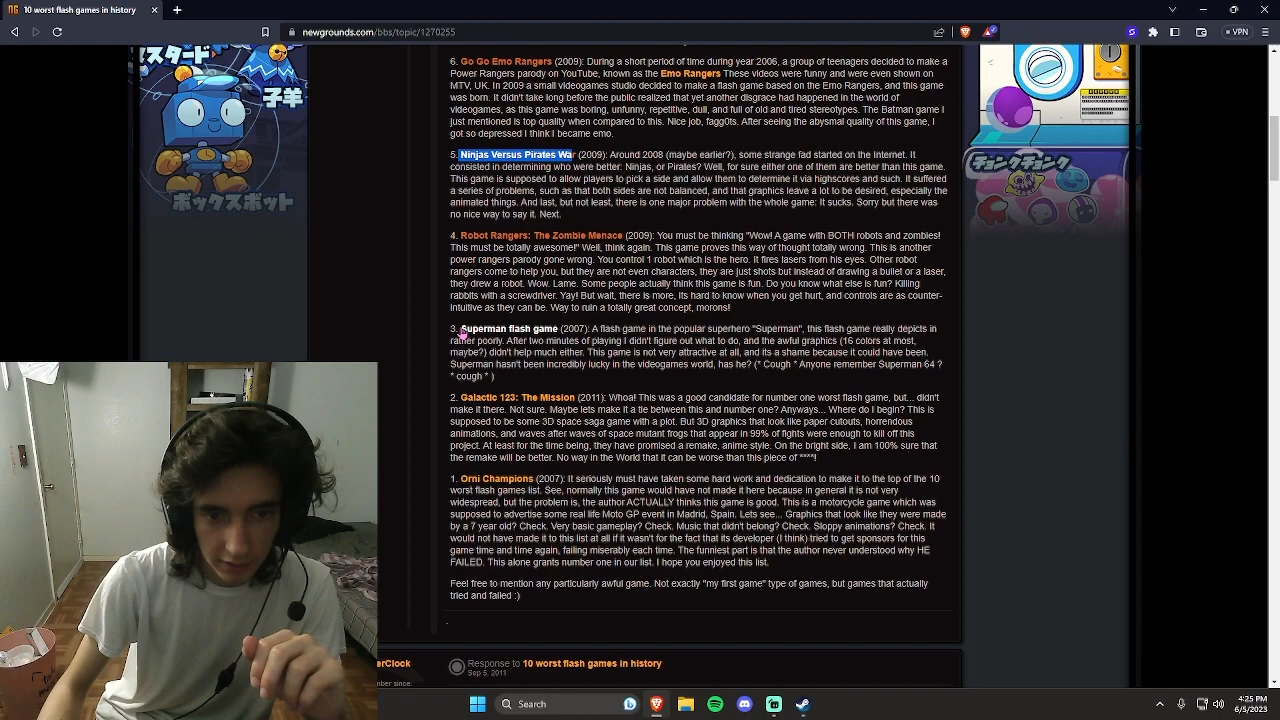 10 worst flash games in history
newgrounds.com/bbs/topic/1270255
VPN
スタード
子半
ボックスボット
チョンクチョンク
6. Go Go Emo Rangers (2009): During a short period of time during year 2006, a group of teenagers decided to make a
Power Rangers parody on YouTube, known as the Emo Rangers These videos were funny and were even shown on
MTV, UK. In 2009 a small videogames studio decided to make a flash game based on the Emo Rangers, and this game
was born. It didn't take long before the public realized that yet another disgrace had happened in the world of
videogames, as this game was boring, unfunny, repetitive, dull, and full of old and tired stereotypes. The Batman game I
just mentioned is top quality when compared to this. Nice job, fagg0ts. After seeing the awful quality of this game, I
got so depressed I think I became emo.
5. Ninjas Versus Pirates War (2009): Around 2008 (maybe earlier?), some strange fad started on the Internet. It
consisted in determining who were better: Ninjas, or Pirates? Well, for sure either one of them are better than this game.
This game is supposed to allow players to pick a side and allow them to determine it via highscores and such. It suffered
a series of problems, such as that both sides are not balanced, and that graphics leave a lot to be desired, especially the
animated things. And last, but not least, there is one major problem with the whole game: It sucks. Sorry but there was
no nice way to say it. Next.
4. Robot Rangers: The Zombie Menace (2009): You must be thinking "Wow! A game with BOTH robots and zombies!
This must be totally awesome!" Well, think again. This game proves this way of thought totally wrong. This is another
power rangers parody gone wrong. You control 1 robot which is the hero. It fires lasers from his eyes. Other robot
rangers come to help you, but they are not even characters, they are just shots but instead of drawing a bullet or a laser,
they drew a robot. Wow. Lame. Some people actually think this game is fun. Do you know what else is fun? Killing
rabbits with a screwdriver. Yay! But wait, there is more, its hard to know when you get hurt, and controls are as counter-
intuitive as they can be. Way to ruin a totally great concept, morons!
3. Superman flash game (2007): A flash game in the popular superhero "Superman", this flash game really depicts in
rather poorly. After two minutes of playing I didn't figure out what to do, and the awful graphics (16 colors at most,
maybe?) didn't help much either. This game is not very attractive at all, and its a shame because it could have been.
Superman hasn't been incredibly lucky in the videogames world, has he? (* Cough * Anyone remember Superman 64 ?
* cough * )
2. Galactic 123: The Mission (2011): Whoa! This was a good candidate for number one worst flash game, but... didn't
make it there. Not sure. Maybe lets make it a tie between this and number one? Anyways... Where do I begin? This is
supposed to be some 3D space saga game with a plot. But 3D graphics that look like paper cutouts, horrendous
animations, and waves after waves of space mutant frogs that appear in 99% of fights were enough to kill off this
project. At least for the time being, they have promised a remake, anime style. On the bright side, I am 100% sure that
the remake will be better. No way in the World that it can be worse than this piece of ****!
1. Orni Champions (2007): It seriously must have taken some hard work and dedication to make it to the top of the 10
worst flash games list. See, normally this game would have not made it here because in general it is not very
widespread, but the problem is, the author ACTUALLY thinks this game is good. This is a motorcycle game which was
supposed to advertise some real life Moto GP event in Madrid, Spain. Lets see... Graphics that look like they were made
by a 7 year old? Check. Very basic gameplay? Check. Music that didn't belong? Check. Sloppy animations? Check. It
would not have made it to this list at all if it wasn't for the fact that its developer (I think) tried to get sponsors for this
game time and time again, failing miserably each time. The funniest part is that the author never understood why HE
FAILED. This alone grants number one in our list. I hope you enjoyed this list.
Feel free to mention any particularly awful game. Not exactly "my first game" type of games, but games that actually
tried and failed :)
.
erClock
Response to 10 worst flash games in history
Sep 5, 2011
mber since:
Search
4:25 PM
6/5/2023